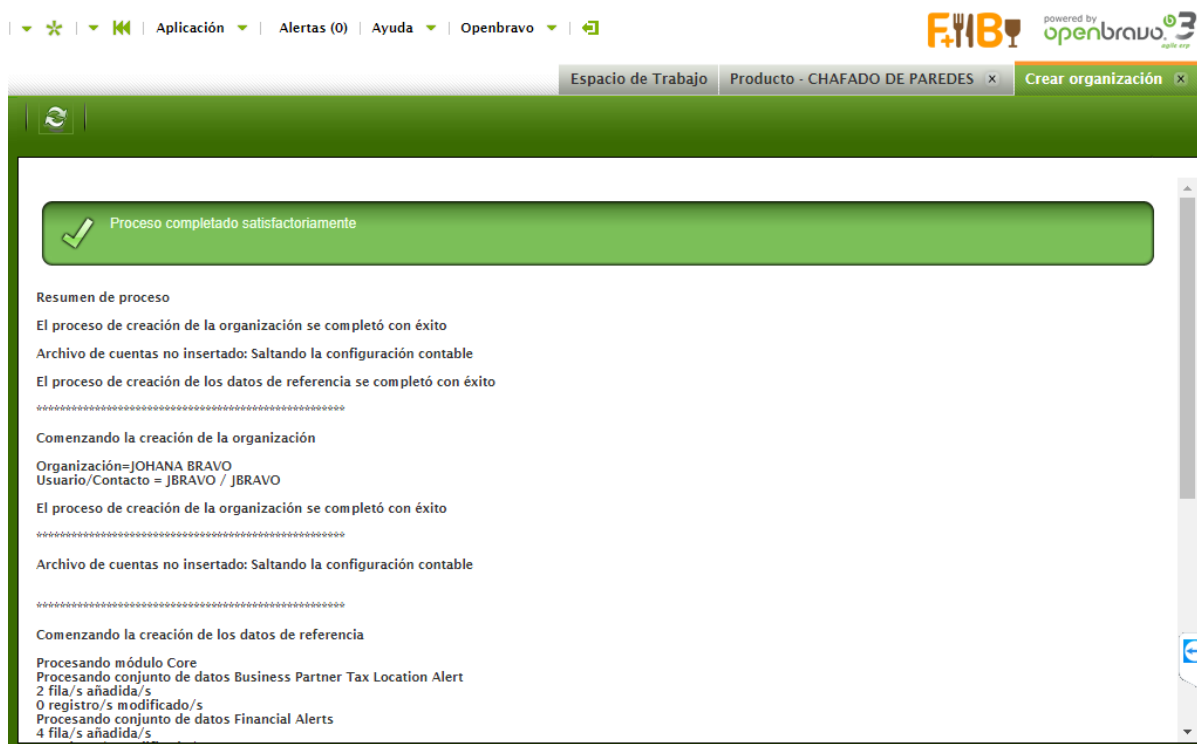 Aplicación Alertas (0) Ayuda Openbravo
F+IIB powered by openbravo 3 agile erp
Espacio de Trabajo Producto - CHAFADO DE PAREDES x Crear organización x
Proceso completado satisfactoriamente
Resumen de proceso
El proceso de creación de la organización se completó con éxito
Archivo de cuentas no insertado: Saltando la configuración contable
El proceso de creación de los datos de referencia se completó con éxito
*****************************************************
Comenzando la creación de la organización
Organización=JOHANA BRAVO
Usuario/Contacto = JBRAVO / JBRAVO
El proceso de creación de la organización se completó con éxito
*****************************************************
Archivo de cuentas no insertado: Saltando la configuración contable
*****************************************************
Comenzando la creación de los datos de referencia
Procesando módulo Core
Procesando conjunto de datos Business Partner Tax Location Alert
2 fila/s añadida/s
0 registro/s modificado/s
Procesando conjunto de datos Financial Alerts
4 fila/s añadida/s